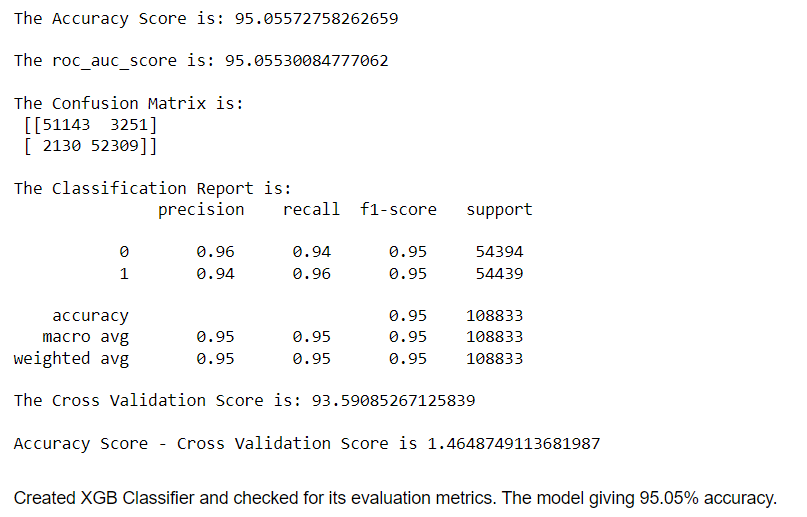 The Accuracy Score is: 95.05572758262659
The roc_auc_score is: 95.05530084777062
The Confusion Matrix is:
[[51143 3251]
[ 2130 52309]]
The Classification Report is:
precision recall f1-score support
0 0.96 0.94 0.95 54394
1 0.94 0.96 0.95 54439
accuracy 0.95 108833
macro avg 0.95 0.95 0.95 108833
weighted avg 0.95 0.95 0.95 108833
The Cross Validation Score is: 93.59085267125839
Accuracy Score - Cross Validation Score is 1.4648749113681987
Created XGB Classifier and checked for its evaluation metrics. The model giving 95.05% accuracy.